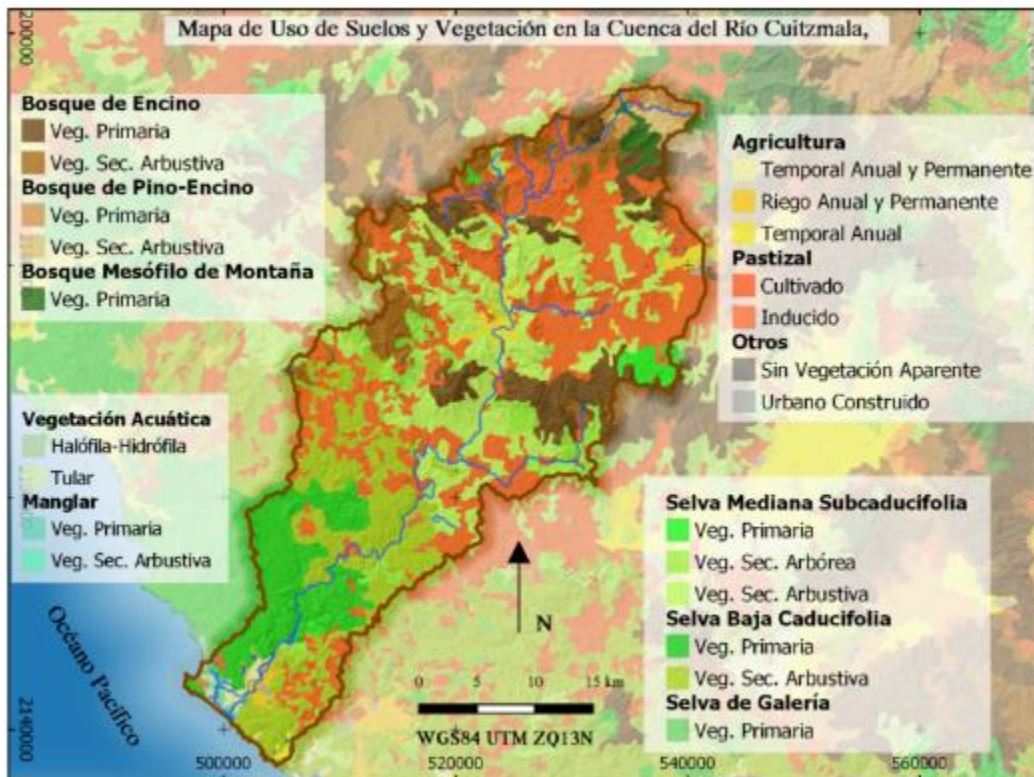 Mapa de Uso de Suelos y Vegetación en la Cuenca del Río Cuitzmala,
2200000
Bosque de Encino
Veg. Primaria
Veg. Sec. Arbustiva
Bosque de Pino-Encino
Veg. Primaria
Veg. Sec. Arbustiva
Bosque Mesófilo de Montaña
Veg. Primaria
Agricultura
Temporal Anual y Permanente
Riego Anual y Permanente
Temporal Anual
Pastizal
Cultivado
Inducido
Otros
Sin Vegetación Aparente
Urbano Construido
Vegetación Acuática
Halófila-Hidrófila
Tular
Manglar
Veg. Primaria
Veg. Sec. Arbustiva
Selva Mediana Subcaducifolia
Veg. Primaria
Veg. Sec. Arbórea
Veg. Sec. Arbustiva
Selva Baja Caducifolia
Veg. Primaria
Veg. Sec. Arbustiva
Selva de Galería
Veg. Primaria
Océano Pacífico
N
0 5 10 15 km
WGS84 UTM ZQ13N
2140000
500000 520000 540000 560000